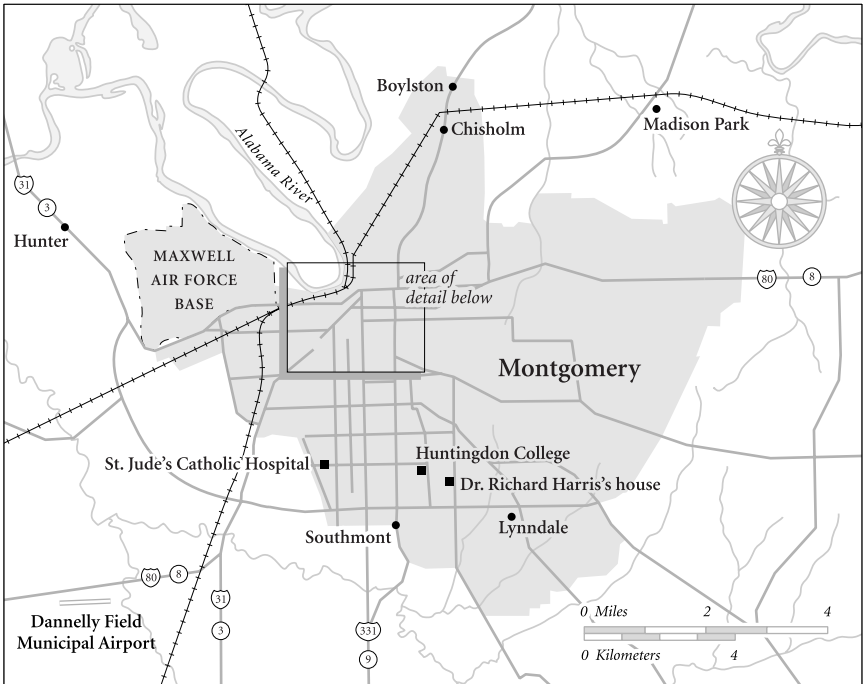 Boylston
Chisholm
Madison Park
Alabama River
31
3
Hunter
MAXWELL
AIR FORCE
BASE
area of
detail below
80
8
Montgomery
St. Jude's Catholic Hospital
Huntingdon College
Dr. Richard Harris's house
Southmont
Lynndale
80
8
31
3
331
9
Dannelly Field
Municipal Airport
0 Miles 2 4
0 Kilometers 4